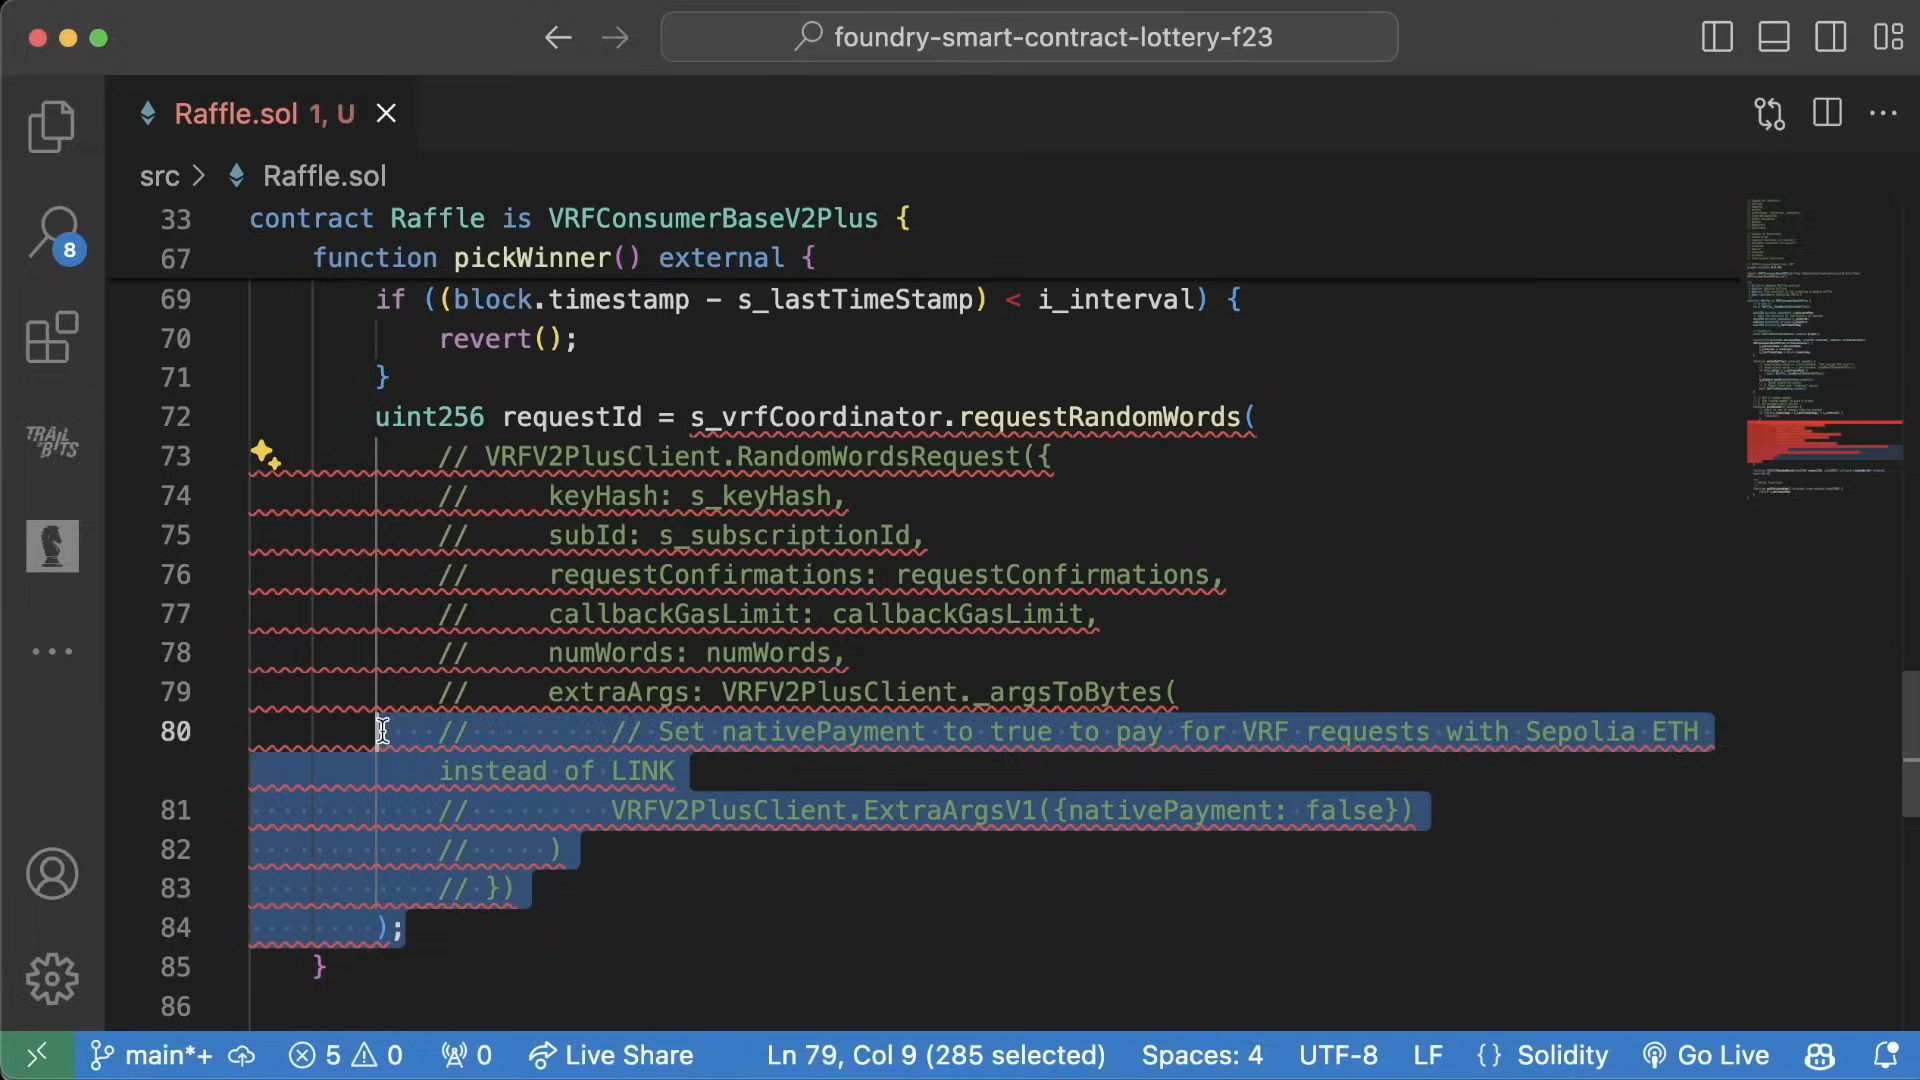 foundry-smart-contract-lottery-f23
Raffle.sol 1, U
src > Raffle.sol
33 contract Raffle is VRFConsumerBaseV2Plus {
67 function pickWinner() external {
69 if ((block.timestamp - s_lastTimeStamp) < i_interval) {
70 revert();
71 }
72 uint256 requestId = s_vrfCoordinator.requestRandomWords(
73 // VRFV2PlusClient.RandomWordsRequest({
74 // keyHash: s_keyHash,
75 // subId: s_subscriptionId,
76 // requestConfirmations: requestConfirmations,
77 // callbackGasLimit: callbackGasLimit,
78 // numWords: numWords,
79 // extraArgs: VRFV2PlusClient._argsToBytes(
80 // // Set nativePayment to true to pay for VRF requests with Sepolia ETH
instead of LINK
81 // VRFV2PlusClient.ExtraArgsV1({nativePayment: false})
82 // )
83 // })
84 );
85 }
86
8
TRAIL OF BITS
main*+ 5 0 0 Live Share Ln 79, Col 9 (285 selected) Spaces: 4 UTF-8 LF {} Solidity Go Live